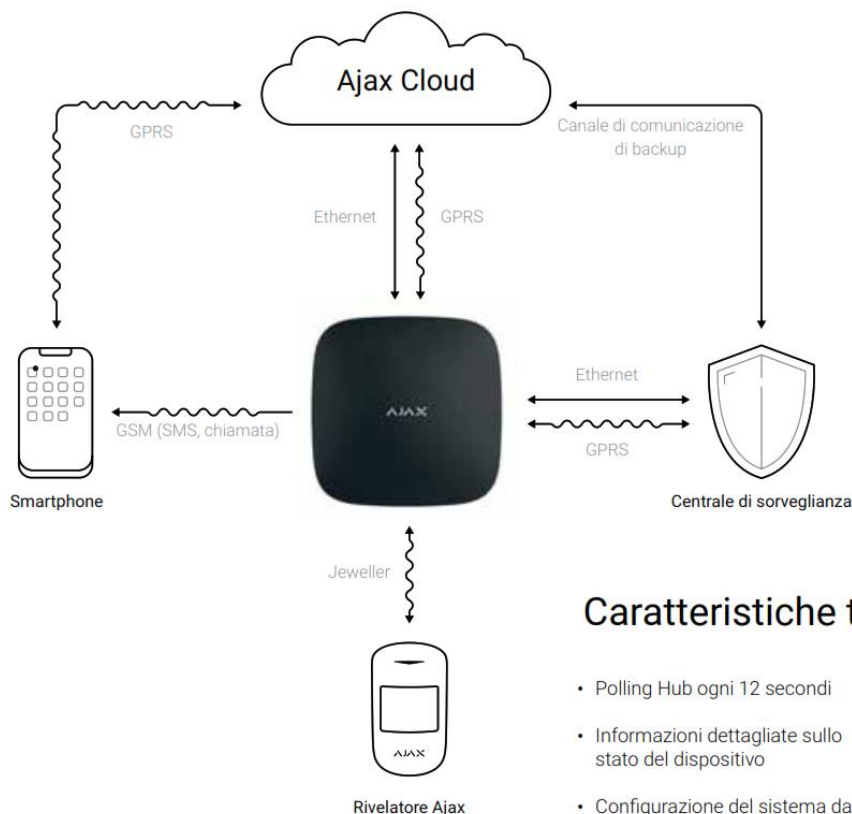 Ajax Cloud
GPRS
Canale di comunicazione
di backup
Ethernet
GPRS
AJAX
Ethernet
GPRS
GSM (SMS, chiamata)
Smartphone
Centrale di sorveglianza
Jeweller
AJAX
Rivelatore Ajax
Caratteristiche t
• Polling Hub ogni 12 secondi
• Informazioni dettagliate sullo
stato del dispositivo
• Configurazione del sistema da